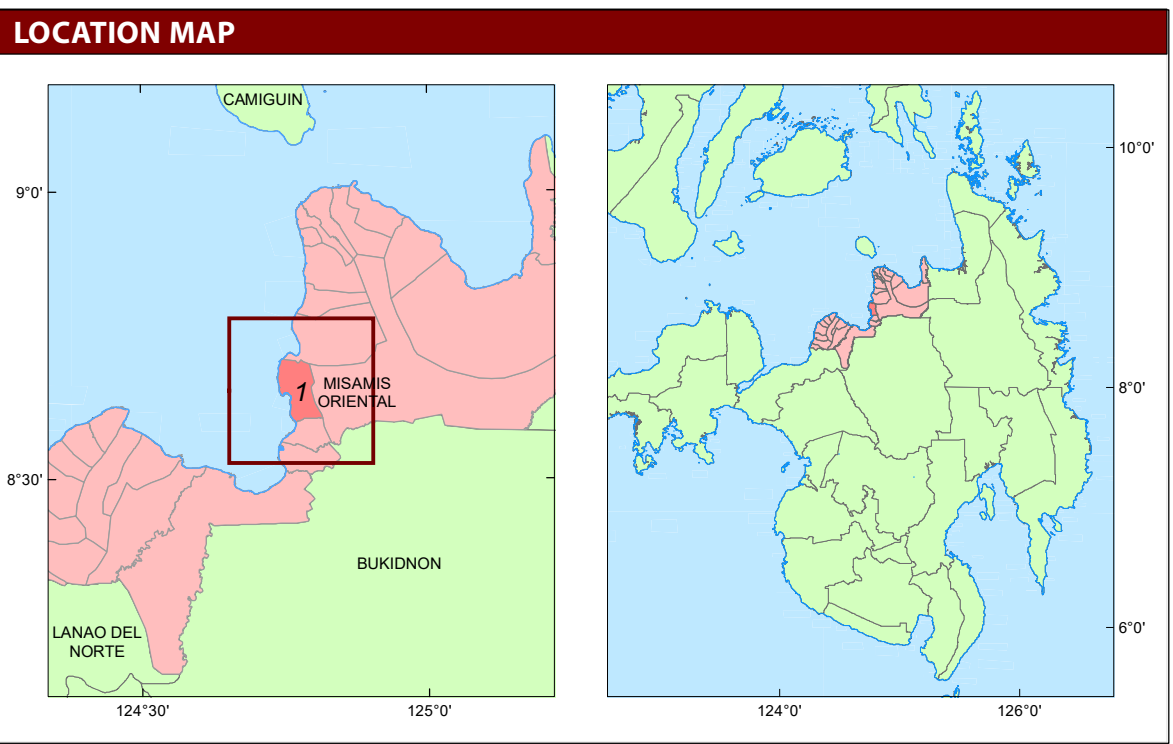 LOCATION MAP
CAMIGUIN
9°0'
10°0'
1
MISAMIS
ORIENTAL
8°0'
8°30'
BUKIDNON
LANAO DEL
NORTE
6°0'
124°30'
125°0'
124°0'
126°0'